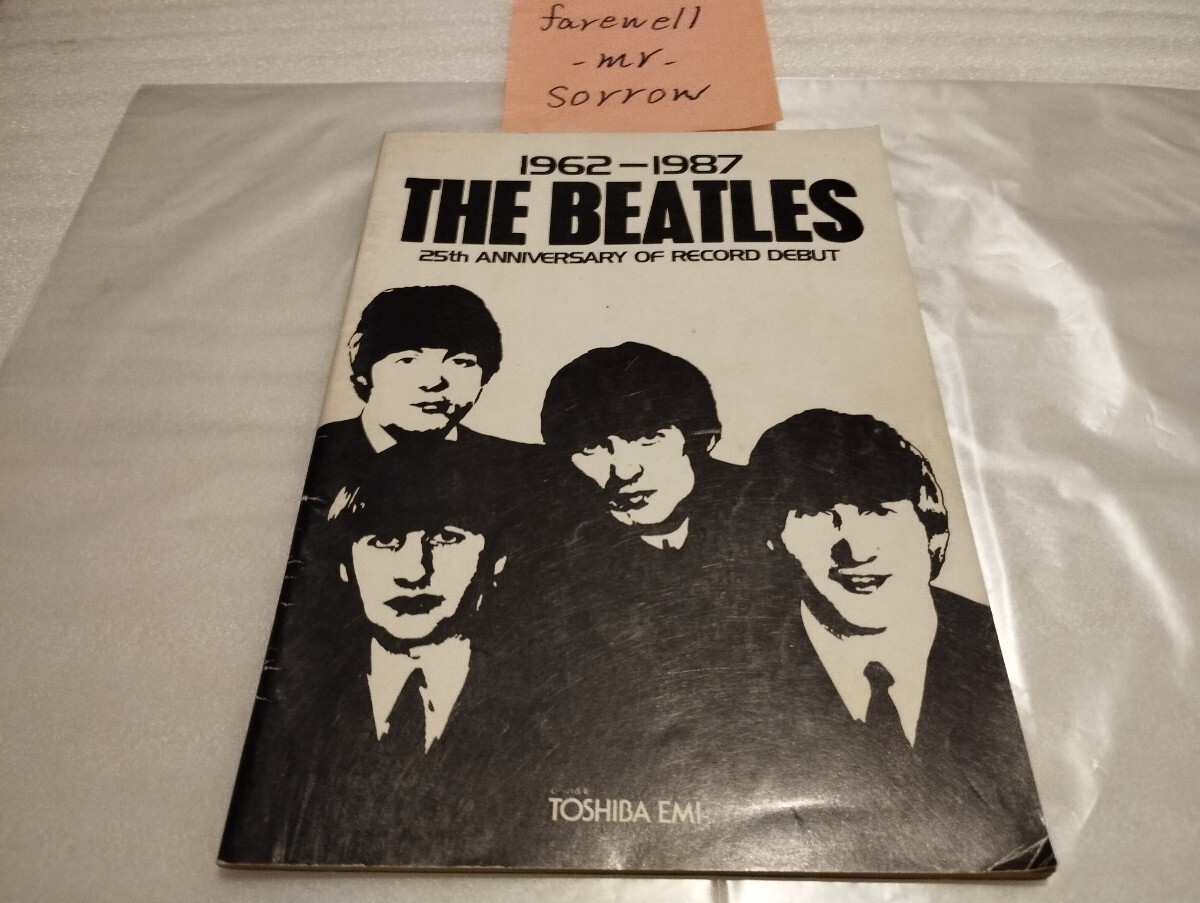 farewell
-mr-
sorrow
1962-1987
THE BEATLES
25th ANNIVERSARY OF RECORD DEBUT
TOSHIBA EMI